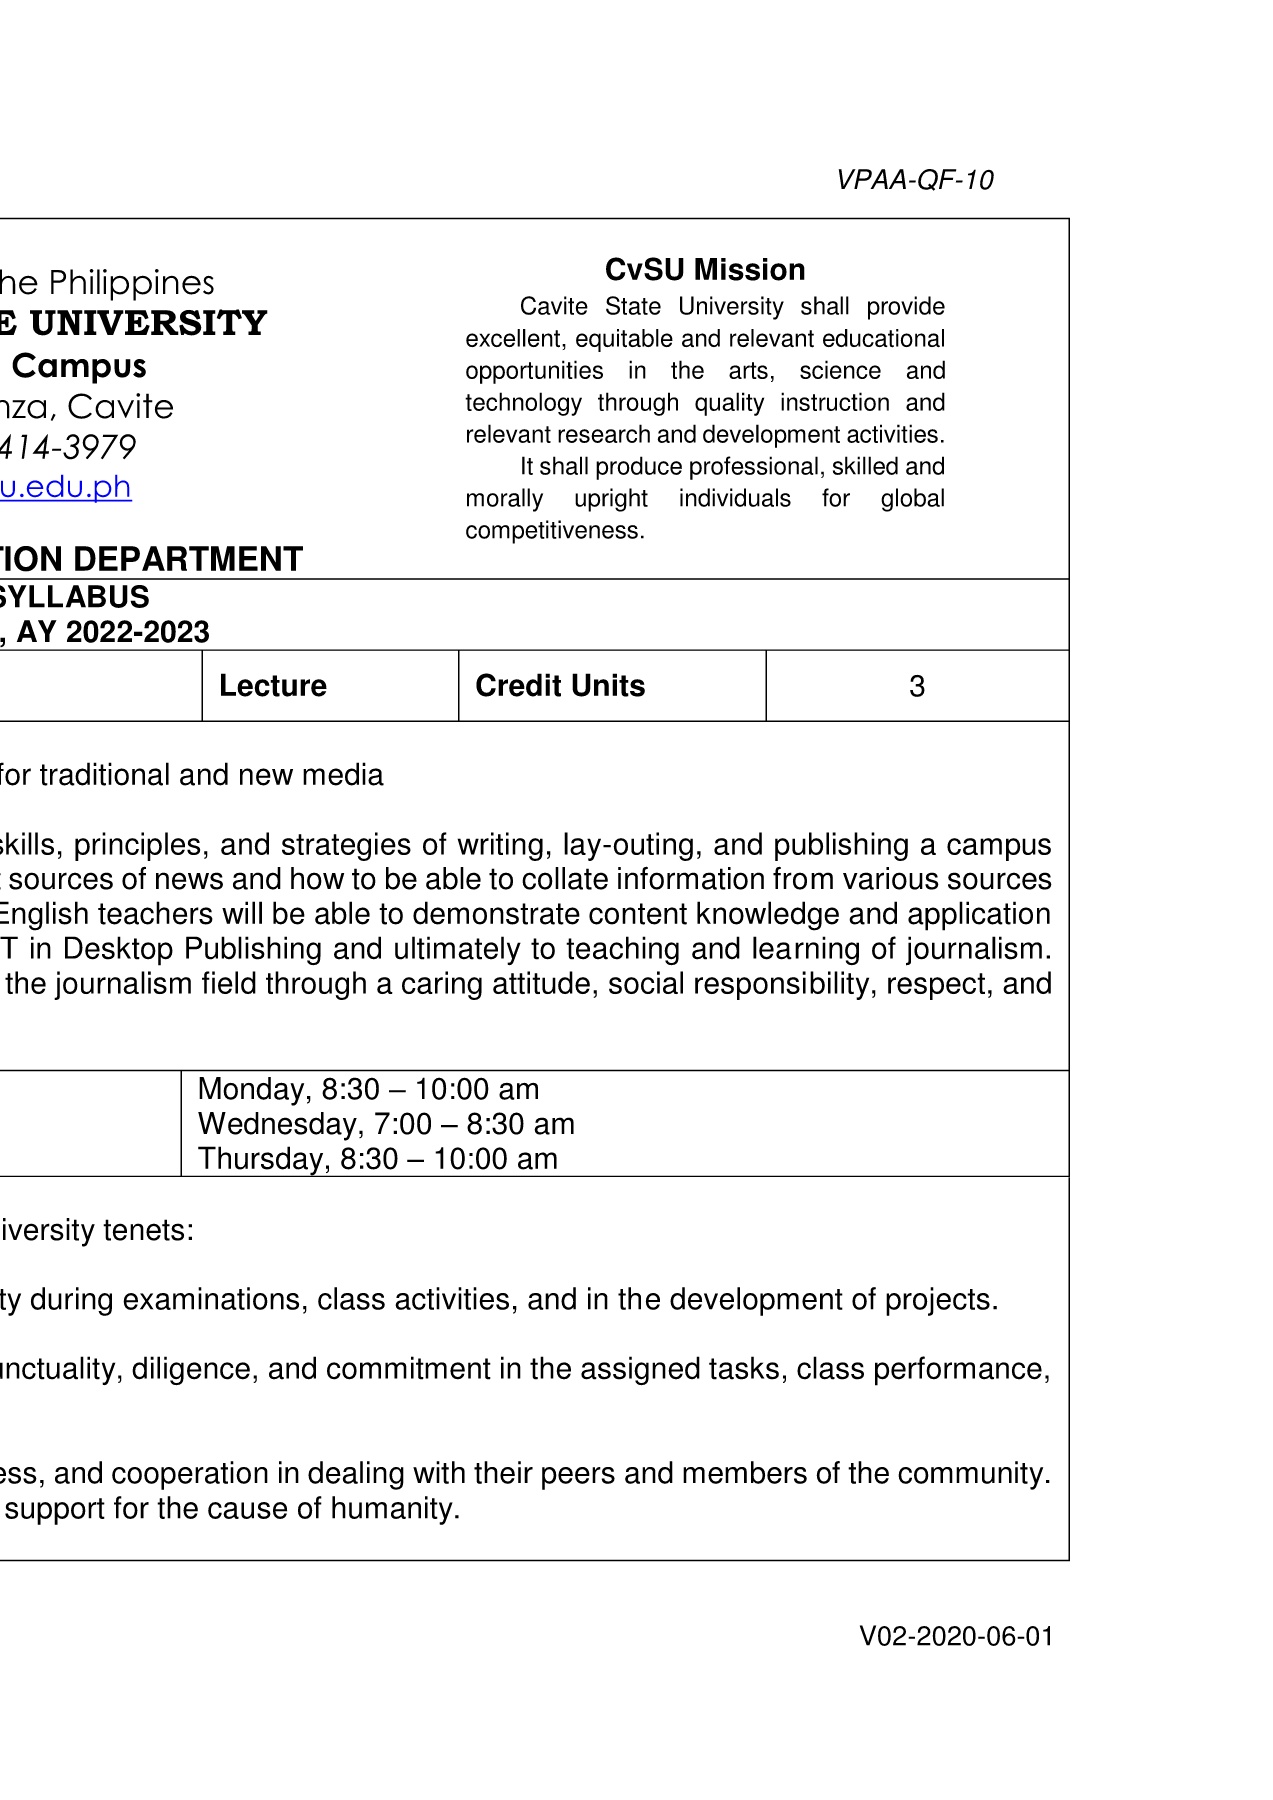 VPAA-QF-10
he Philippines
E UNIVERSITY
Campus
nza, Cavite
414-3979
u.edu.ph
TION DEPARTMENT
CvSU Mission
Cavite State University shall provide
excellent, equitable and relevant educational
opportunities in the arts, science and
technology through quality instruction and
relevant research and development activities.
It shall produce professional, skilled and
morally upright individuals for global
competitiveness.
SYLLABUS
, AY 2022-2023
Lecture
Credit Units
3
for traditional and new media
skills, principles, and strategies of writing, lay-outing, and publishing a campus
sources of news and how to be able to collate information from various sources
English teachers will be able to demonstrate content knowledge and application
T in Desktop Publishing and ultimately to teaching and learning of journalism.
the journalism field through a caring attitude, social responsibility, respect, and
Monday, 8:30 – 10:00 am
Wednesday, 7:00 – 8:30 am
Thursday, 8:30 – 10:00 am
iversity tenets:
ty during examinations, class activities, and in the development of projects.
unctuality, diligence, and commitment in the assigned tasks, class performance,
ess, and cooperation in dealing with their peers and members of the community.
support for the cause of humanity.
V02-2020-06-01